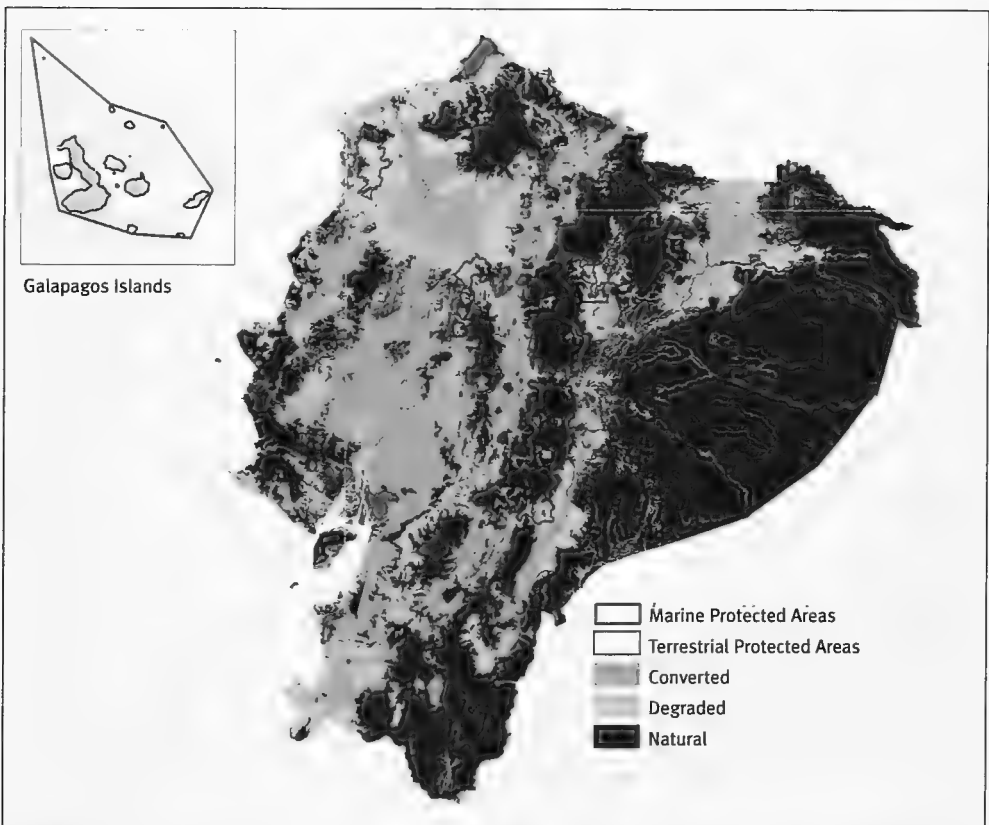 Galapagos Islands
Marine Protected Areas
Terrestrial Protected Areas
Converted
Degraded
Natural